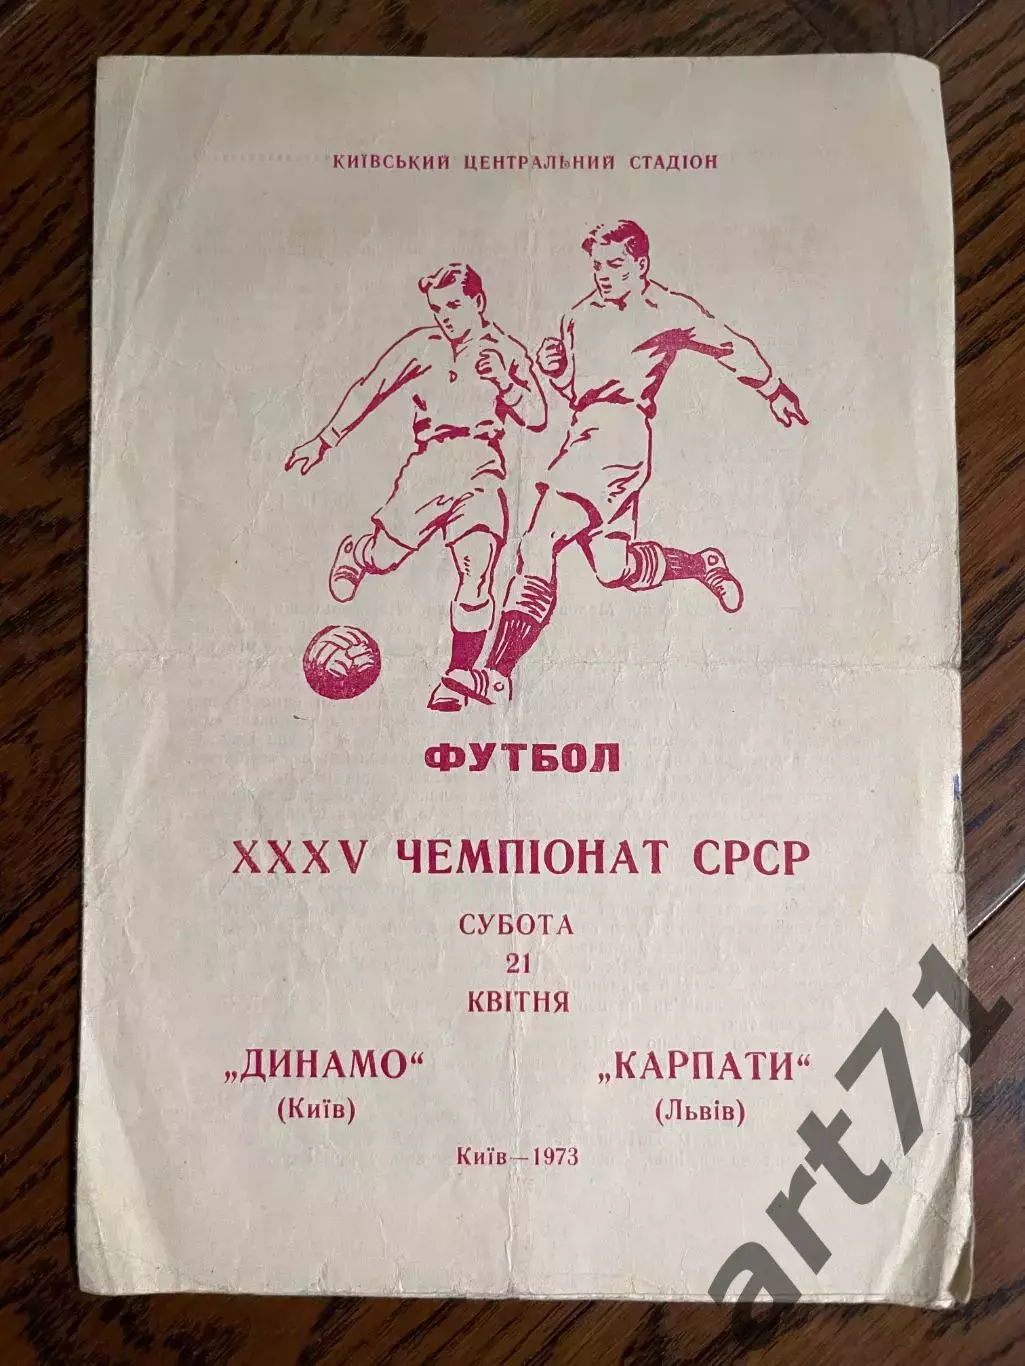 КИЇВСЬКИЙ ЦЕНТРАЛЬНИЙ СТАДІОН
Д
ФУТБОЛ
XXXV ЧЕМПІОНАТ СРСР
СУБОТА
21
КВІТНЯ
„ДИНАМО“ „КАРПАТИ“
(Київ) (Львів)
Київ—1973
art71